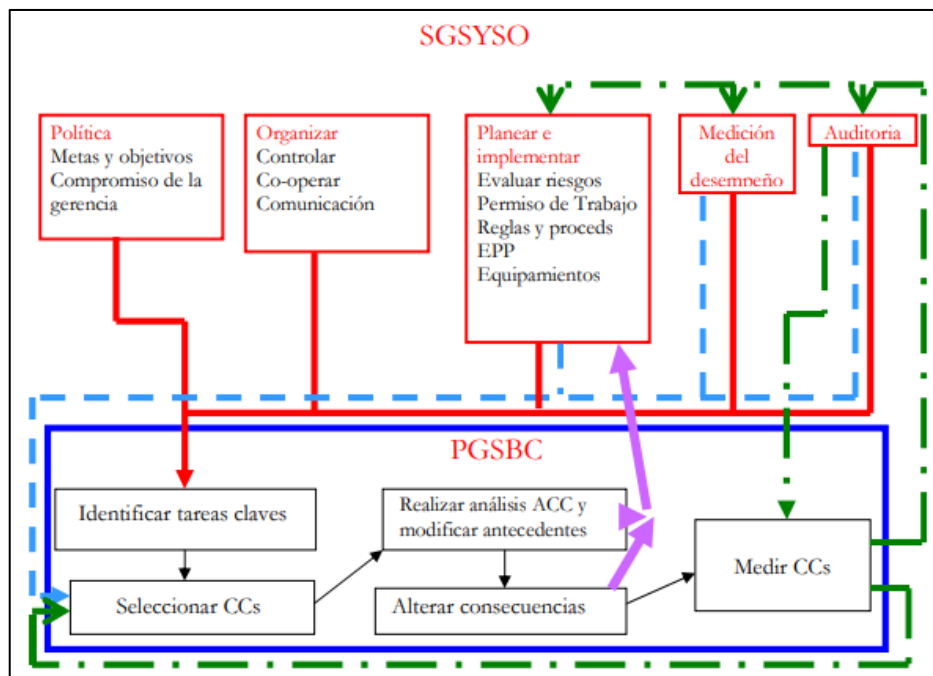 SGSYSO
Política
Metas y objetivos
Compromiso de la
gerencia
Organizar
Controlar
Co-operar
Comunicación
Planear e
implementar
Evaluar riesgos
Permiso de Trabajo
Reglas y proceds
EPP
Equipamientos
Medición
del
desempeño
Auditoria
PGSBC
Identificar tareas claves
Seleccionar CCs
Realizar análisis ACC y
modificar antecedentes
Alterar consecuencias
Medir CCs